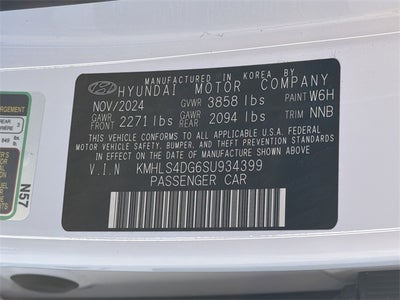 MANUFACTURED IN KOREA BY
HYUNDAI MOTOR COMPANY
NOV/2024 GVWR 3858 lbs PAINT W6H
GAWR FRONT 2271 lbs GAWR REAR 2094 lbs TRIM NNB
THIS VEHICLE CONFORMS TO ALL APPLICABLE U.S.A. FEDERAL
MOTOR VEHICLE SAFETY, BUMPER, AND THEFT PREVENTION STANDARDS
IN EFFECT ON THE DATE OF MANUFACTURE SHOWN ABOVE.
V.I.N KMHLS4DG6SU934399
PASSENGER CAR
N57